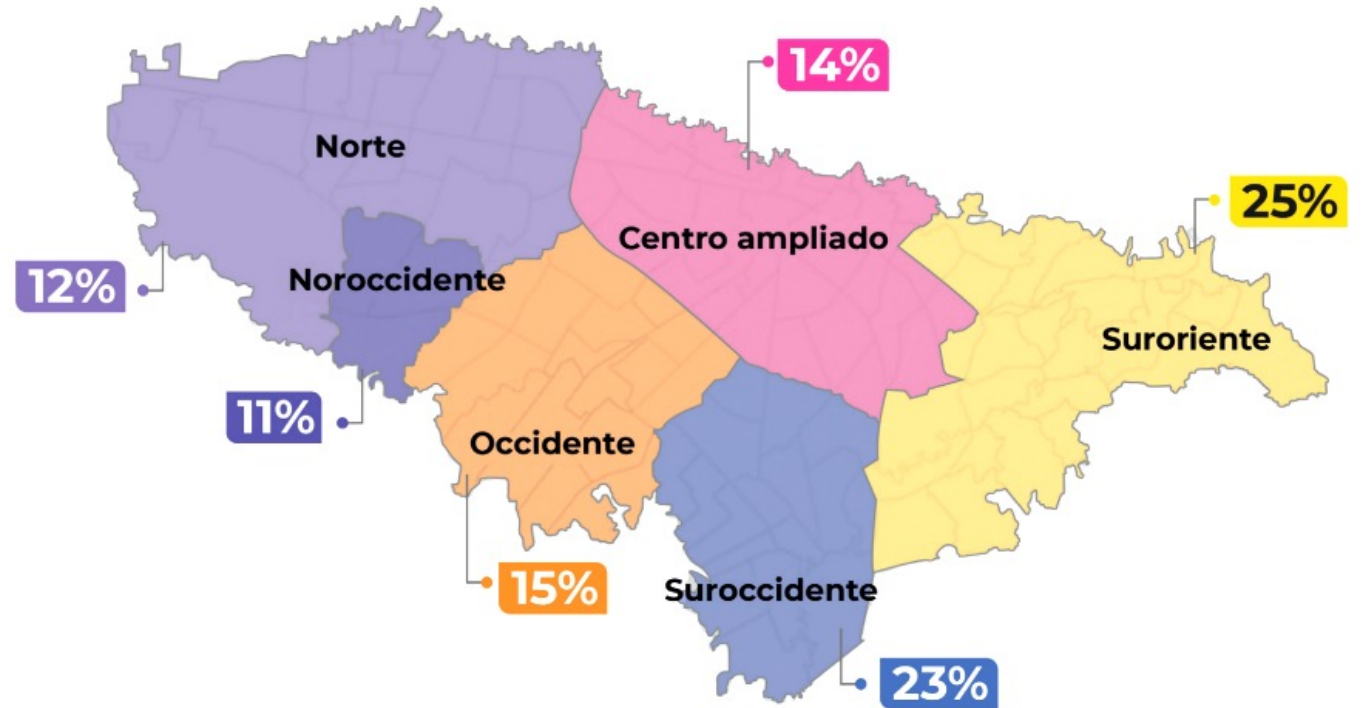 14%
Norte
25%
Centro ampliado
12%
Noroccidente
Suroriente
11%
Occidente
15%
Suroccidente
23%